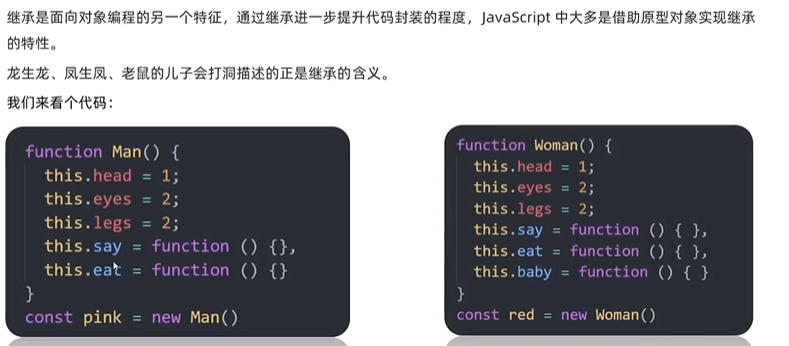 继承是面向对象编程的另一个特征，通过继承进一步提升代码封装的程度，JavaScript 中大多是借助原型对象实现继承
的特性。
龙生龙、凤生凤、老鼠的儿子会打洞描述的正是继承的含义。
我们来看个代码：
function Man() {
  this.head = 1;
  this.eyes = 2;
  this.legs = 2;
  this.say = function () {},
  this.eat = function () {}
}
const pink = new Man()
function Woman() {
  this.head = 1;
  this.eyes = 2;
  this.legs = 2;
  this.say = function () { },
  this.eat = function () { },
  this.baby = function () { }
}
const red = new Woman()